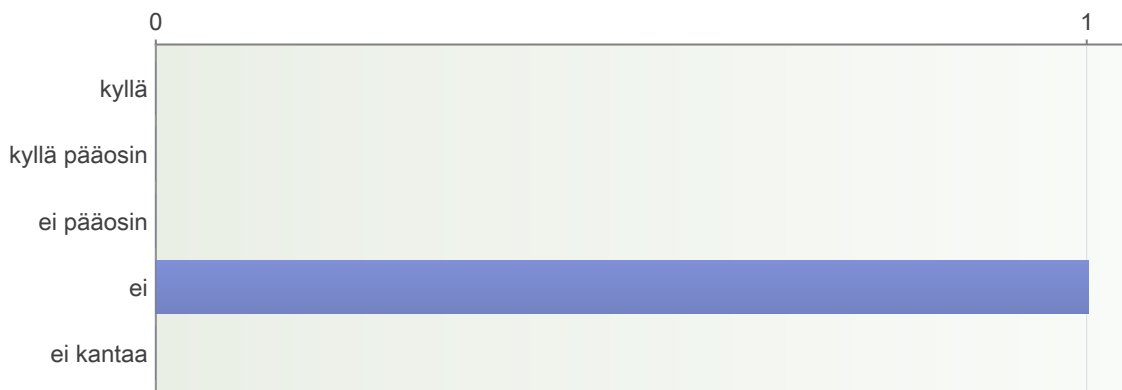 0 1
kyllä
kyllä pääosin
ei pääosin
ei
ei kantaa